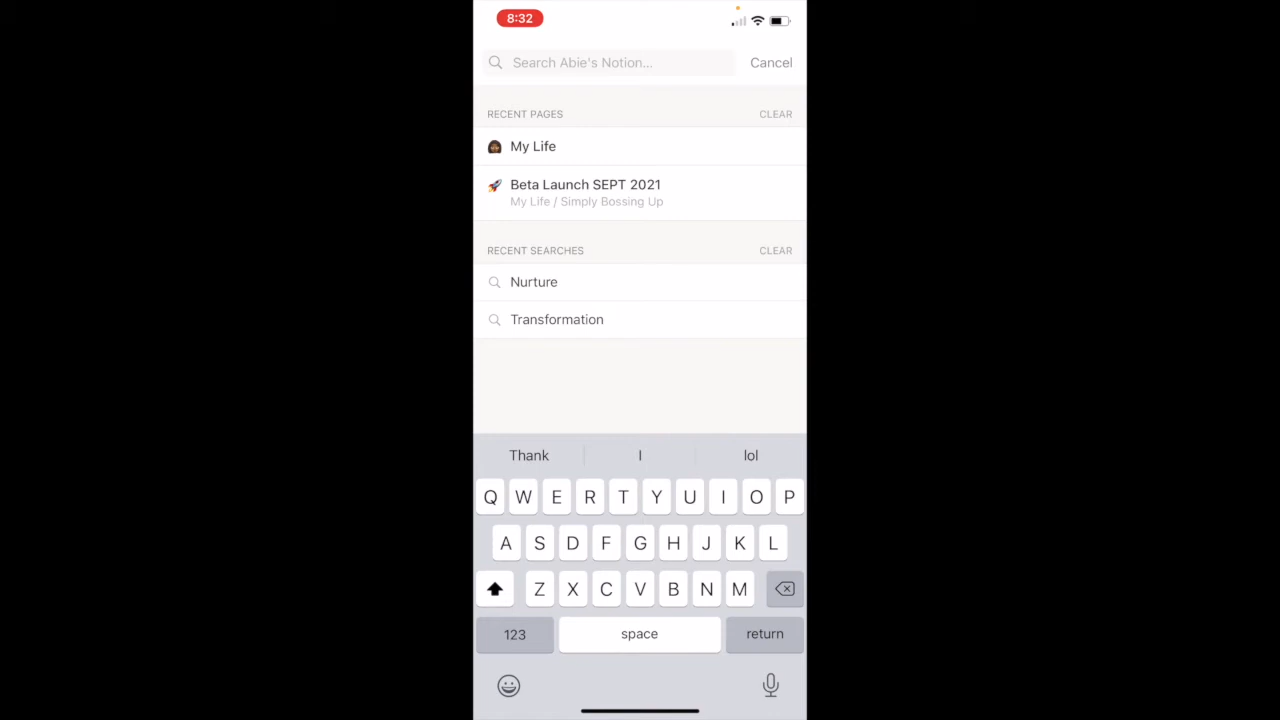 8:32
Search Abie's Notion... Cancel
RECENT PAGES CLEAR
My Life
Beta Launch SEPT 2021
My Life / Simply Bossing Up
RECENT SEARCHES CLEAR
Nurture
Transformation
Thank I lol
Q W E R T Y U I O P
A S D F G H J K L
Z X C V B N M
123 space return